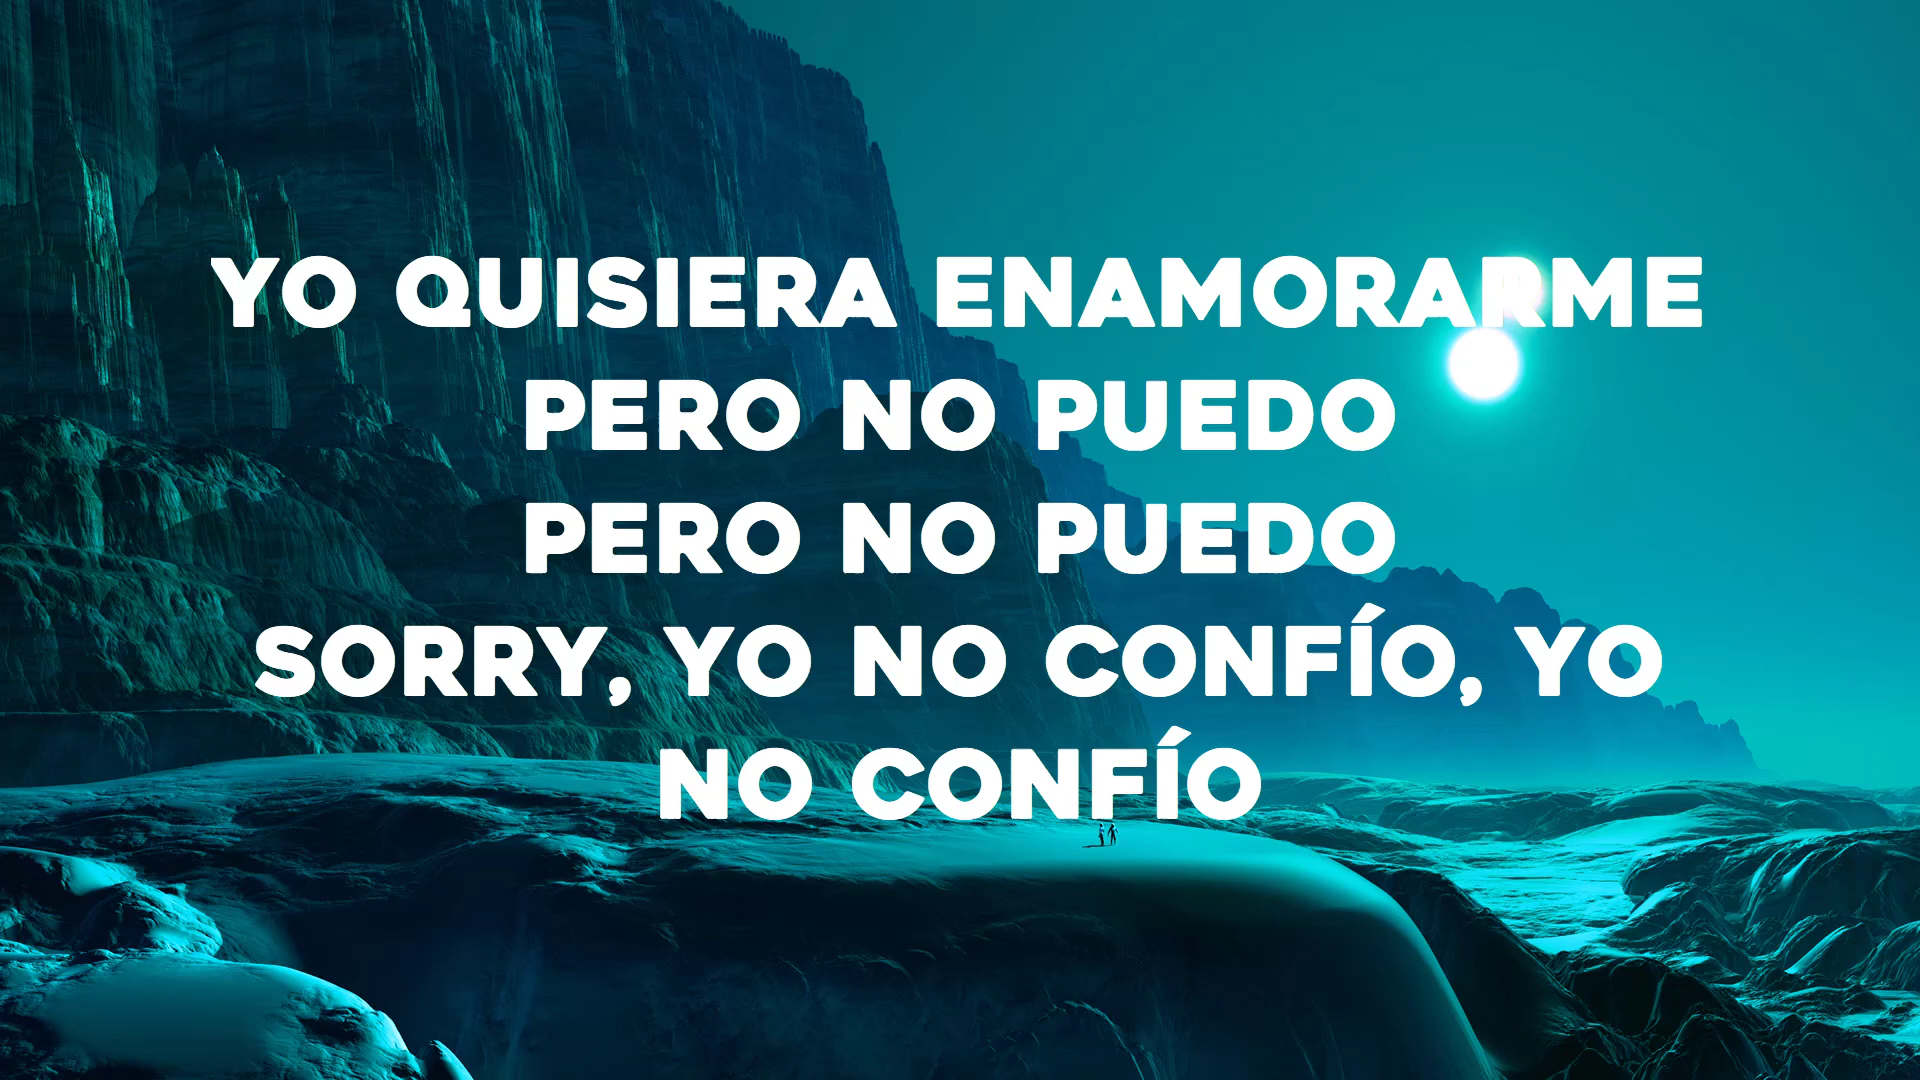 YO QUISIERA ENAMORARME
PERO NO PUEDO
PERO NO PUEDO
SORRY, YO NO CONFÍO, YO
NO CONFÍO